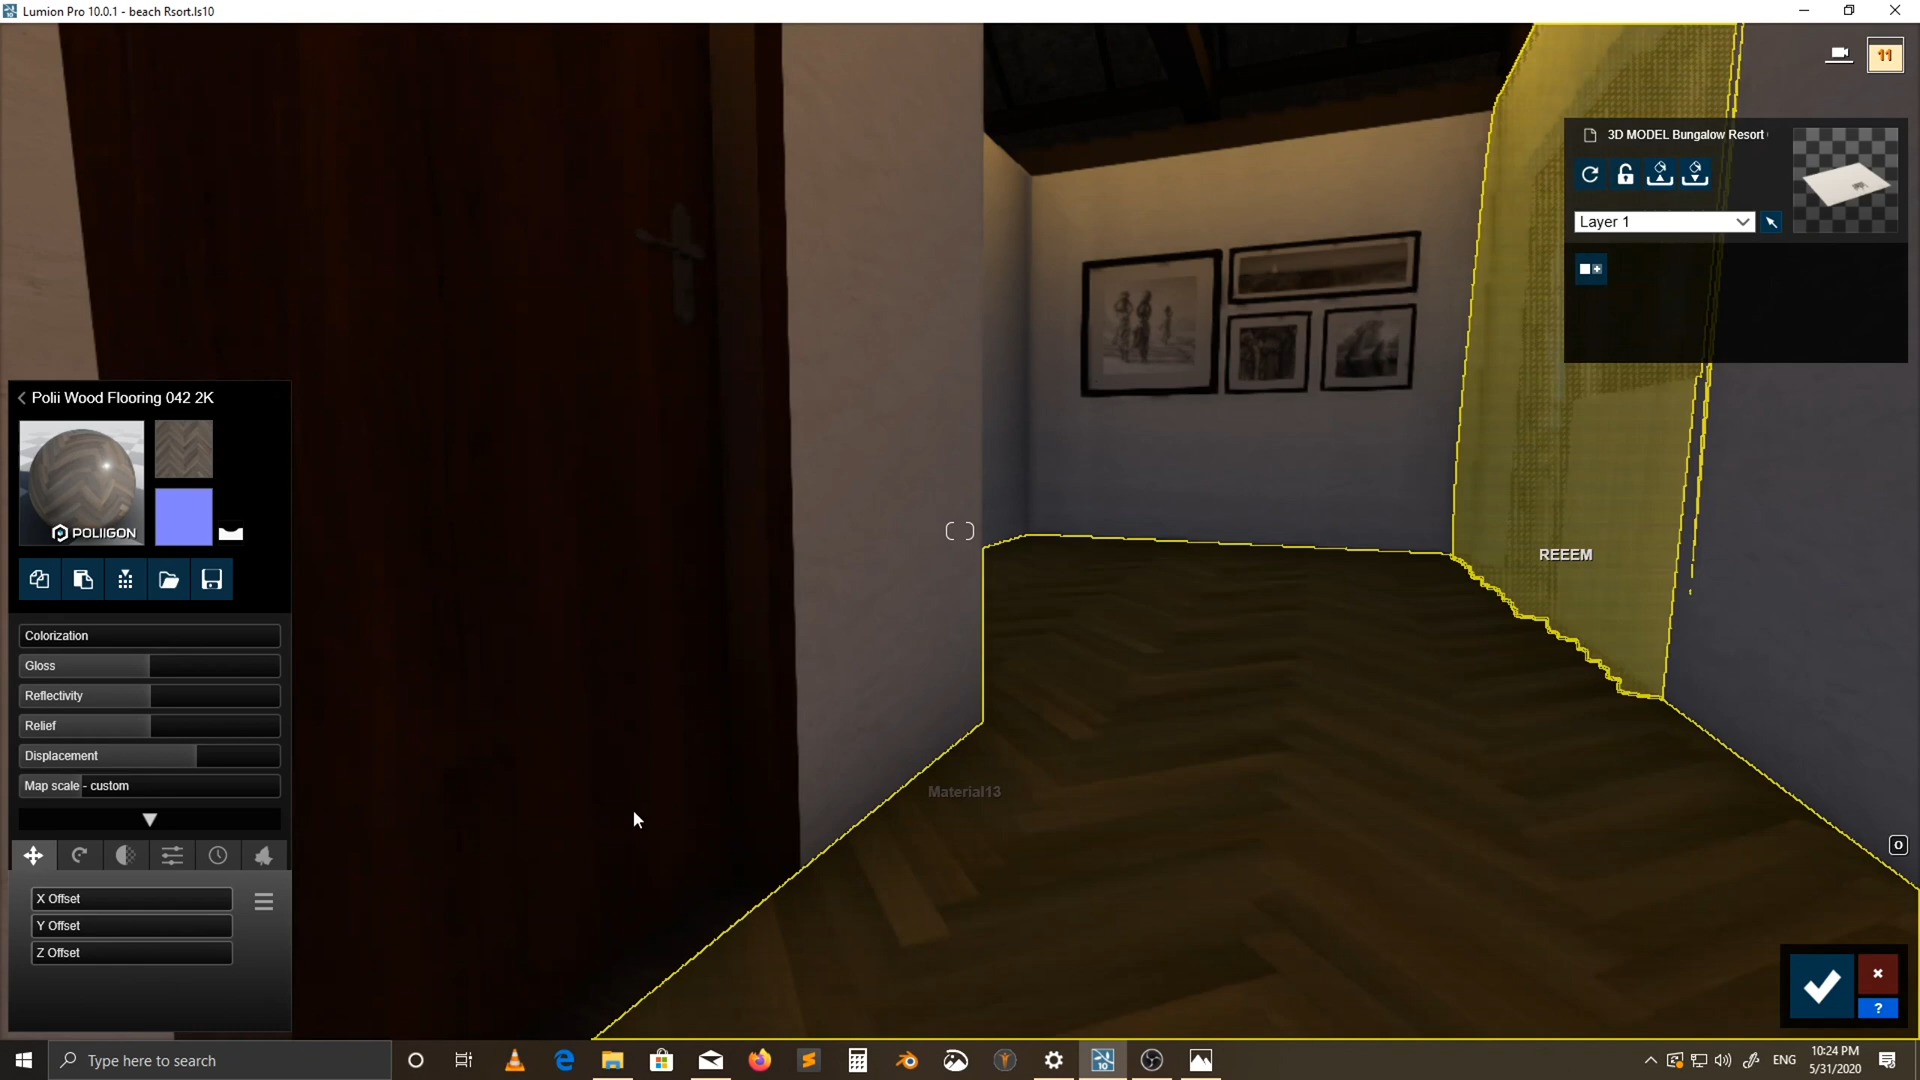 Lumion Pro 10.0.1 - beach Rsort.ls10
11
3D MODEL Bungalow Resort
Layer 1
Polii Wood Flooring 042 2K
POLIIGON
Colorization
Gloss
Reflectivity
Relief
Displacement
Map scale - custom
X Offset
Y Offset
Z Offset
REEEM
Material13
O
?
Type here to search
10
ENG
10:24 PM
5/31/2020